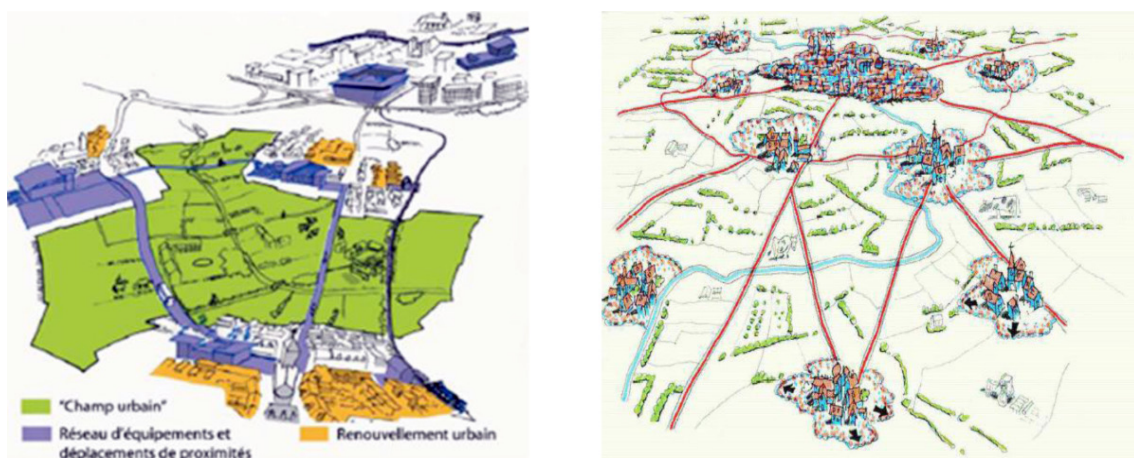 "Champ urbain"
Réseau d'équipements et
déplacements de proximités
Renouvellement urbain